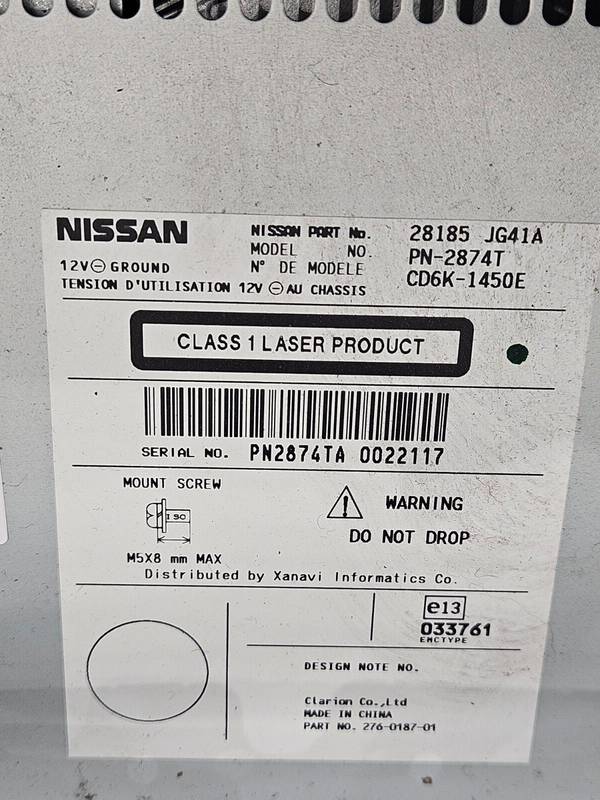 NISSAN
NISSAN PART No. 28185 JG41A
MODEL NO. PN-2874T
N° DE MODELE CD6K-1450E
12V⊖GROUND
TENSION D'UTILISATION 12V ⊖AU CHASSIS
CLASS 1 LASER PRODUCT
SERIAL NO. PN2874TA 0022117
MOUNT SCREW
ISO
M5X8 mm MAX
WARNING
DO NOT DROP
Distributed by Xanavi Informatics Co.
e13
033761
EMCTYPE
DESIGN NOTE NO.
Clarion Co.,Ltd
MADE IN CHINA
PART NO. 276-0187-01